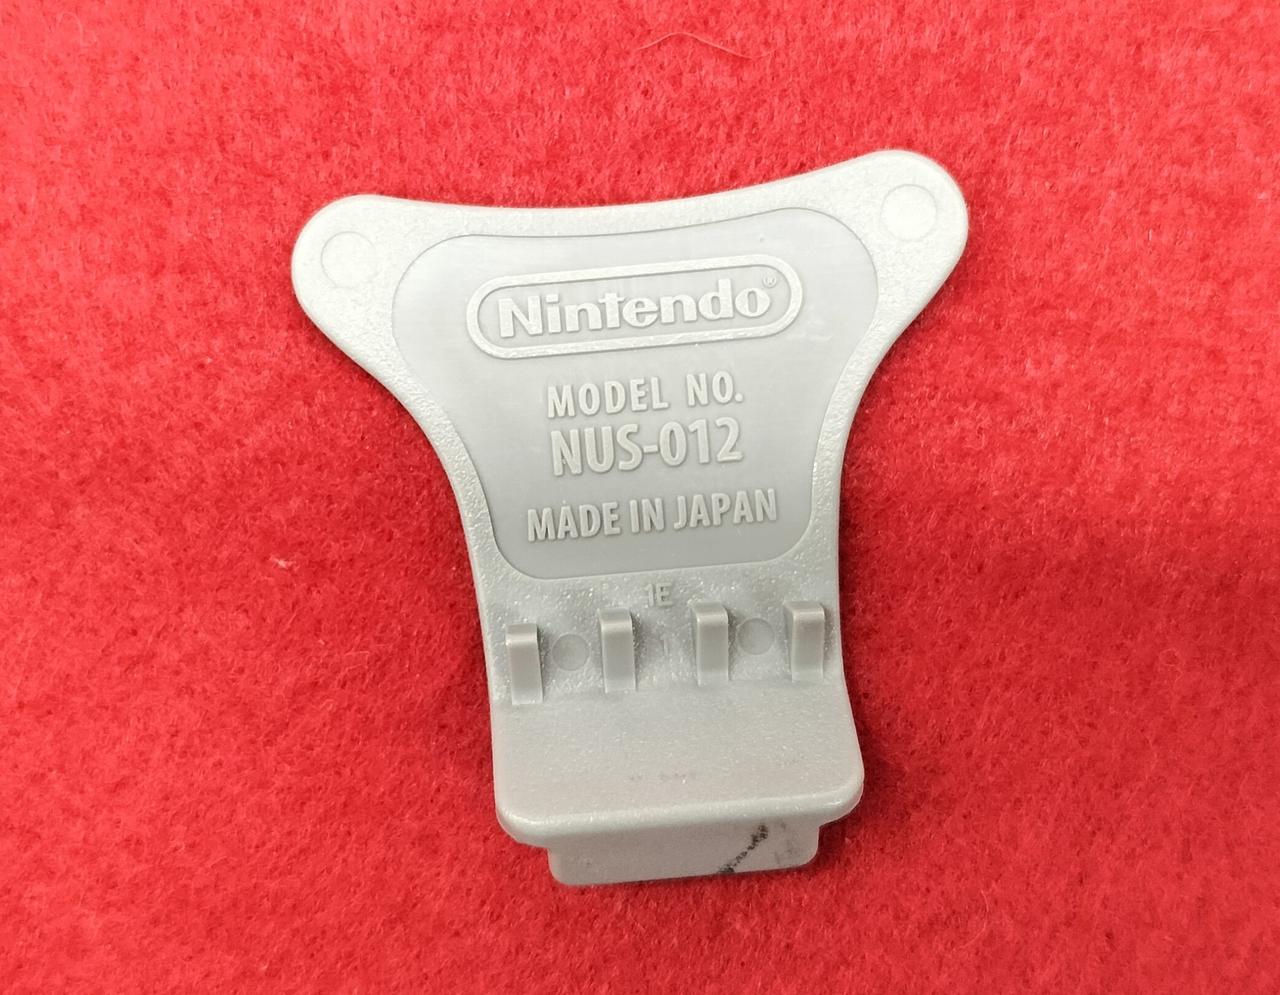 Nintendo®
MODEL NO.
NUS-012
MADE IN JAPAN
1E